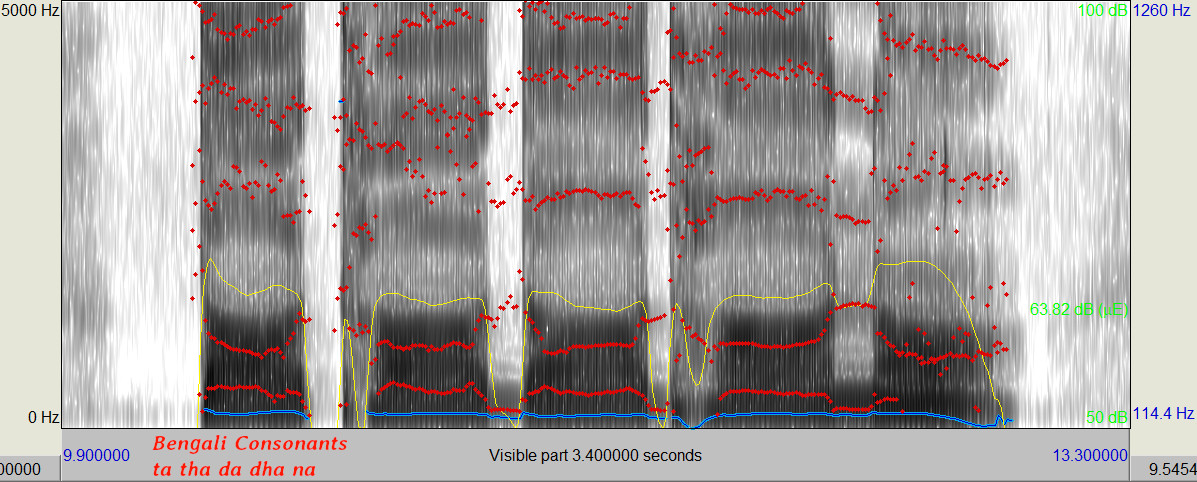 5000 Hz
100 dB
1260 Hz
63.82 dB (µE)
0 Hz
50 dB
114.4 Hz
Bengali Consonants
ta tha da dha na
9.900000
Visible part 3.400000 seconds
13.300000
00000
9.5454